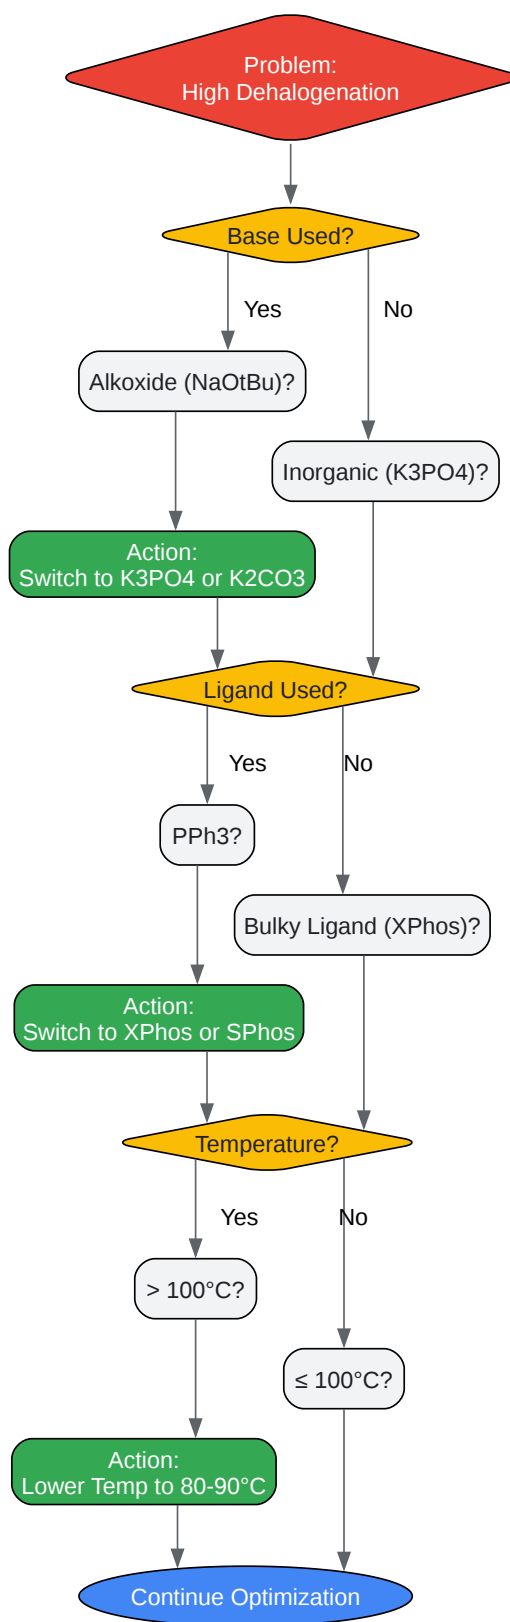 Problem:
High Dehalogenation
Base Used?
Yes
No
Alkoxide (NaOtBu)?
Inorganic (K3PO4)?
Action:
Switch to K3PO4 or K2CO3
Ligand Used?
Yes
No
PPh3?
Bulky Ligand (XPhos)?
Action:
Switch to XPhos or SPhos
Temperature?
Yes
No
> 100°C?
≤ 100°C?
Action:
Lower Temp to 80-90°C
Continue Optimization